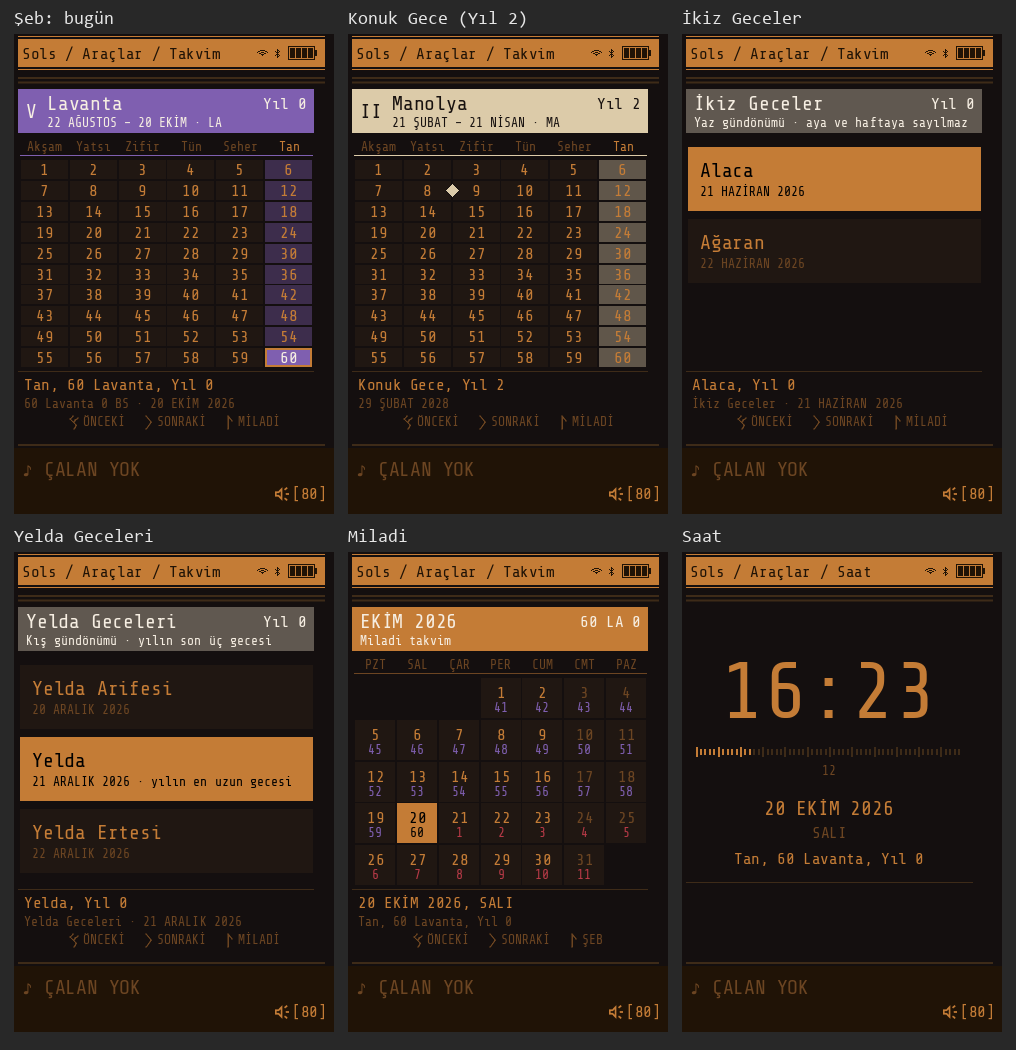 Şeb: bugün
Sols / Araçlar / Takvim
V Lavanta Yıl 0
22 AĞUSTOS – 20 EKİM · LA
Akşam Yatsı Zifir Tün Seher Tan
1 2 3 4 5 6
7 8 9 10 11 12
13 14 15 16 17 18
19 20 21 22 23 24
25 26 27 28 29 30
31 32 33 34 35 36
37 38 39 40 41 42
43 44 45 46 47 48
49 50 51 52 53 54
55 56 57 58 59 60
Tan, 60 Lavanta, Yıl 0
60 Lavanta 0 BS · 20 EKİM 2026
ÖNCEKİ SONRAKİ MİLADİ
♪ ÇALAN YOK
[80]
Konuk Gece (Yıl 2)
Sols / Araçlar / Takvim
II Manolya Yıl 2
21 ŞUBAT – 21 NİSAN · MA
Akşam Yatsı Zifir Tün Seher Tan
1 2 3 4 5 6
7 8 9 10 11 12
13 14 15 16 17 18
19 20 21 22 23 24
25 26 27 28 29 30
31 32 33 34 35 36
37 38 39 40 41 42
43 44 45 46 47 48
49 50 51 52 53 54
55 56 57 58 59 60
Konuk Gece, Yıl 2
29 ŞUBAT 2028
ÖNCEKİ SONRAKİ MİLADİ
♪ ÇALAN YOK
[80]
İkiz Geceler
Sols / Araçlar / Takvim
İkiz Geceler Yıl 0
Yaz gündönümü · aya ve haftaya sayılmaz
Alaca
21 HAZİRAN 2026
Ağaran
22 HAZİRAN 2026
Alaca, Yıl 0
İkiz Geceler · 21 HAZİRAN 2026
ÖNCEKİ SONRAKİ MİLADİ
♪ ÇALAN YOK
[80]
Yelda Geceleri
Sols / Araçlar / Takvim
Yelda Geceleri Yıl 0
Kış gündönümü · yılın son üç gecesi
Yelda Arifesi
20 ARALIK 2026
Yelda
21 ARALIK 2026 · yılın en uzun gecesi
Yelda Ertesi
22 ARALIK 2026
Yelda, Yıl 0
Yelda Geceleri · 21 ARALIK 2026
ÖNCEKİ SONRAKİ MİLADİ
♪ ÇALAN YOK
[80]
Miladi
Sols / Araçlar / Takvim
EKİM 2026 60 LA 0
Miladi takvim
PZT SAL ÇAR PER CUM CMT PAZ
1 2 3 4
41 42 43 44
5 6 7 8 9 10 11
45 46 47 48 49 50 51
12 13 14 15 16 17 18
52 53 54 55 56 57 58
19 20 21 22 23 24 25
59 60 1 2 3 4 5
26 27 28 29 30 31
6 7 8 9 10 11
20 EKİM 2026, SALI
Tan, 60 Lavanta, Yıl 0
ÖNCEKİ SONRAKİ ŞEB
♪ ÇALAN YOK
[80]
Saat
Sols / Araçlar / Saat
16:23
12
20 EKİM 2026
SALI
Tan, 60 Lavanta, Yıl 0
♪ ÇALAN YOK
[80]